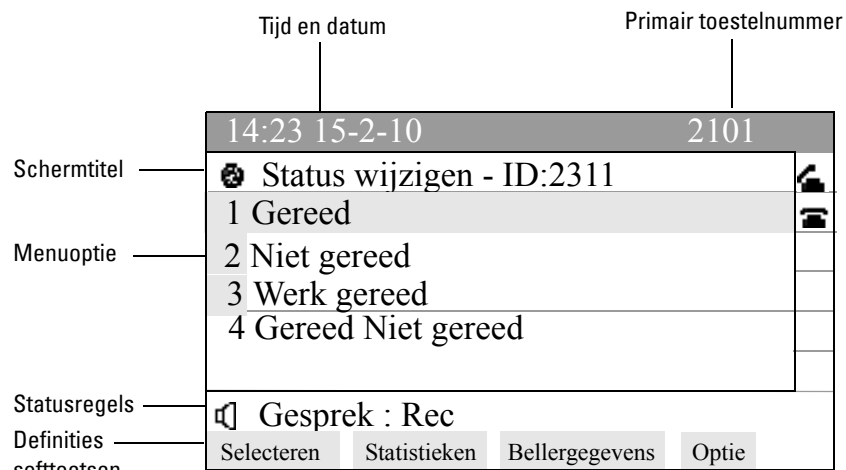 Tijd en datum
Primair toestelnummer
14:23 15-2-10 2101
Schermtitel
Status wijzigen - ID:2311
1 Gereed
Menuoptie
2 Niet gereed
3 Werk gereed
4 Gereed Niet gereed
Statusregels
Gesprek : Rec
Definities
Selecteren Statistieken Bellergegevens Optie